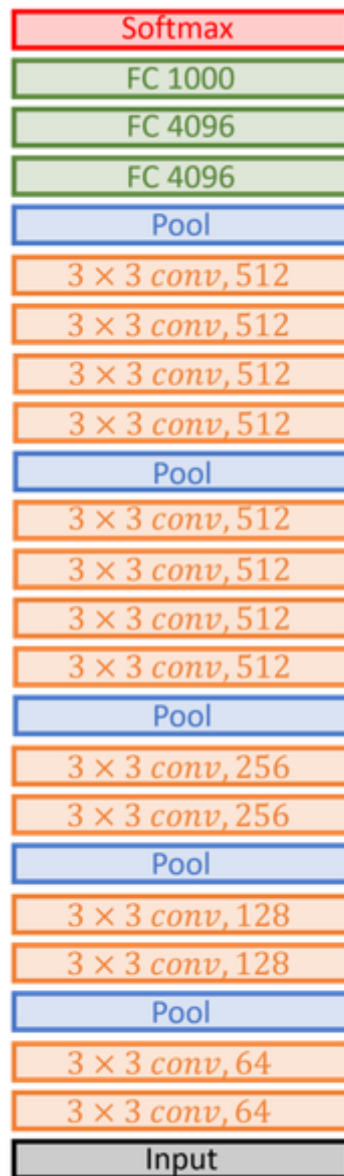 Softmax
FC 1000
FC 4096
FC 4096
Pool
3 × 3 conv, 512
3 × 3 conv, 512
3 × 3 conv, 512
3 × 3 conv, 512
Pool
3 × 3 conv, 512
3 × 3 conv, 512
3 × 3 conv, 512
3 × 3 conv, 512
Pool
3 × 3 conv, 256
3 × 3 conv, 256
Pool
3 × 3 conv, 128
3 × 3 conv, 128
Pool
3 × 3 conv, 64
3 × 3 conv, 64
Input